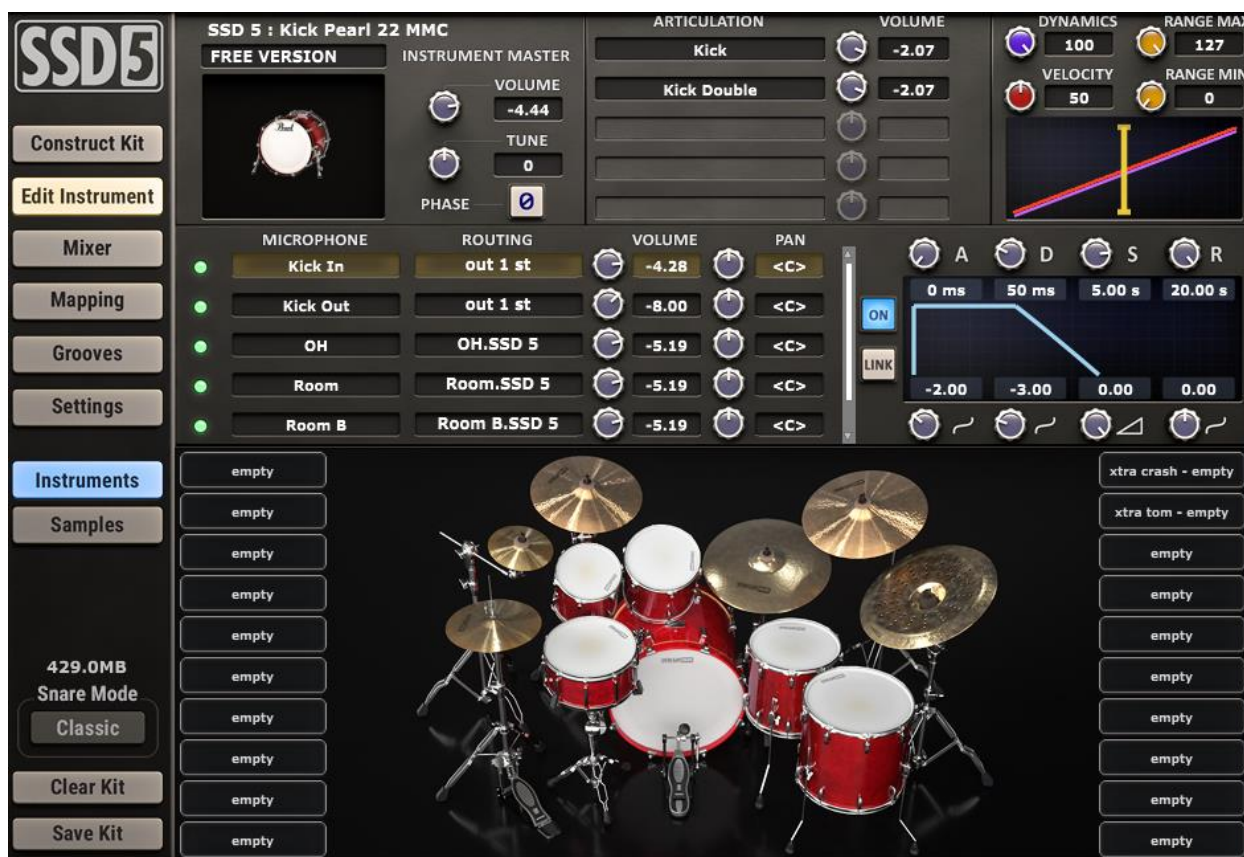 SSD5
SSD 5 : Kick Pearl 22 MMC
FREE VERSION
Pearl
INSTRUMENT MASTER
VOLUME
-4.44
TUNE
0
PHASE
Ø
ARTICULATION VOLUME
Kick -2.07
Kick Double -2.07
DYNAMICS RANGE MAX
100 127
VELOCITY RANGE MIN
50 0
Construct Kit
Edit Instrument
Mixer
Mapping
Grooves
Settings
Instruments
Samples
429.0MB
Snare Mode
Classic
Clear Kit
Save Kit
MICROPHONE ROUTING VOLUME PAN
Kick In out 1 st -4.28 <C>
Kick Out out 1 st -8.00 <C>
OH OH.SSD 5 -5.19 <C>
Room Room.SSD 5 -5.19 <C>
Room B Room B.SSD 5 -5.19 <C>
A D S R
0 ms 50 ms 5.00 s 20.00 s
ON
LINK
-2.00 -3.00 0.00 0.00
empty
empty
empty
empty
empty
empty
empty
empty
empty
empty
xtra crash - empty
xtra tom - empty
empty
empty
empty
empty
empty
empty
empty
empty